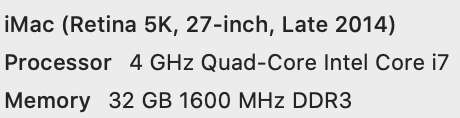 iMac (Retina 5K, 27-inch, Late 2014)
Processor 4 GHz Quad-Core Intel Core i7
Memory 32 GB 1600 MHz DDR3